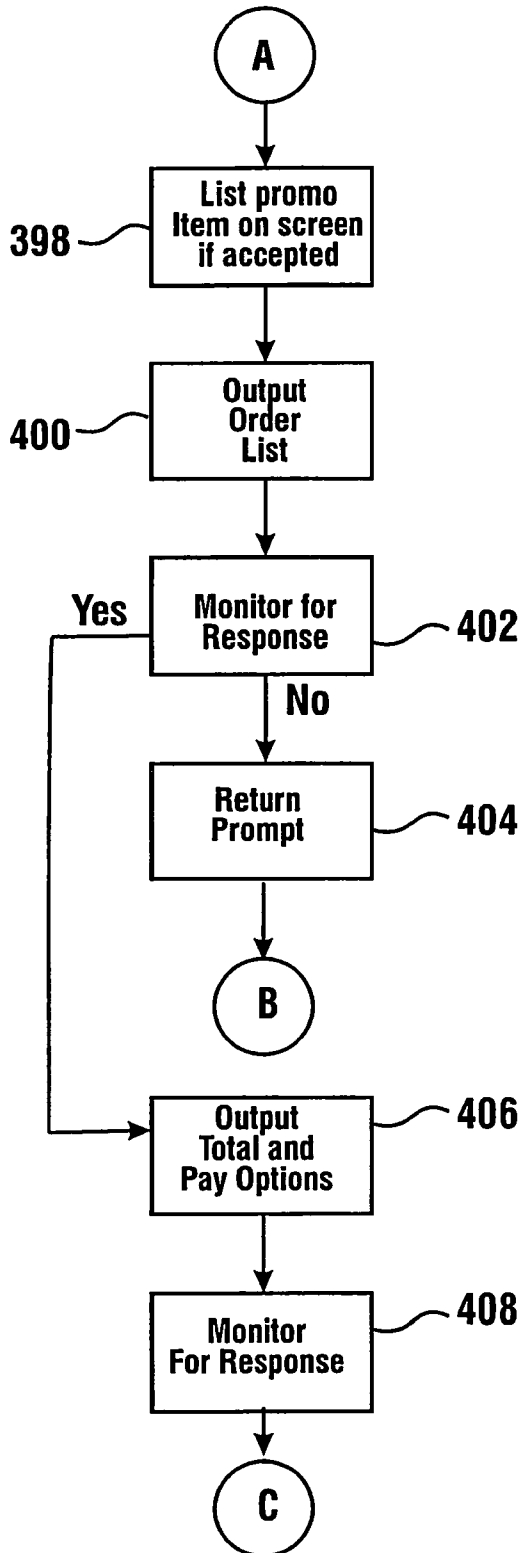 A
List promo
Item on screen
if accepted
398
Output
Order
List
400
Monitor for
Response
402
Yes
No
Return
Prompt
404
B
Output
Total and
Pay Options
406
Monitor
For Response
408
C